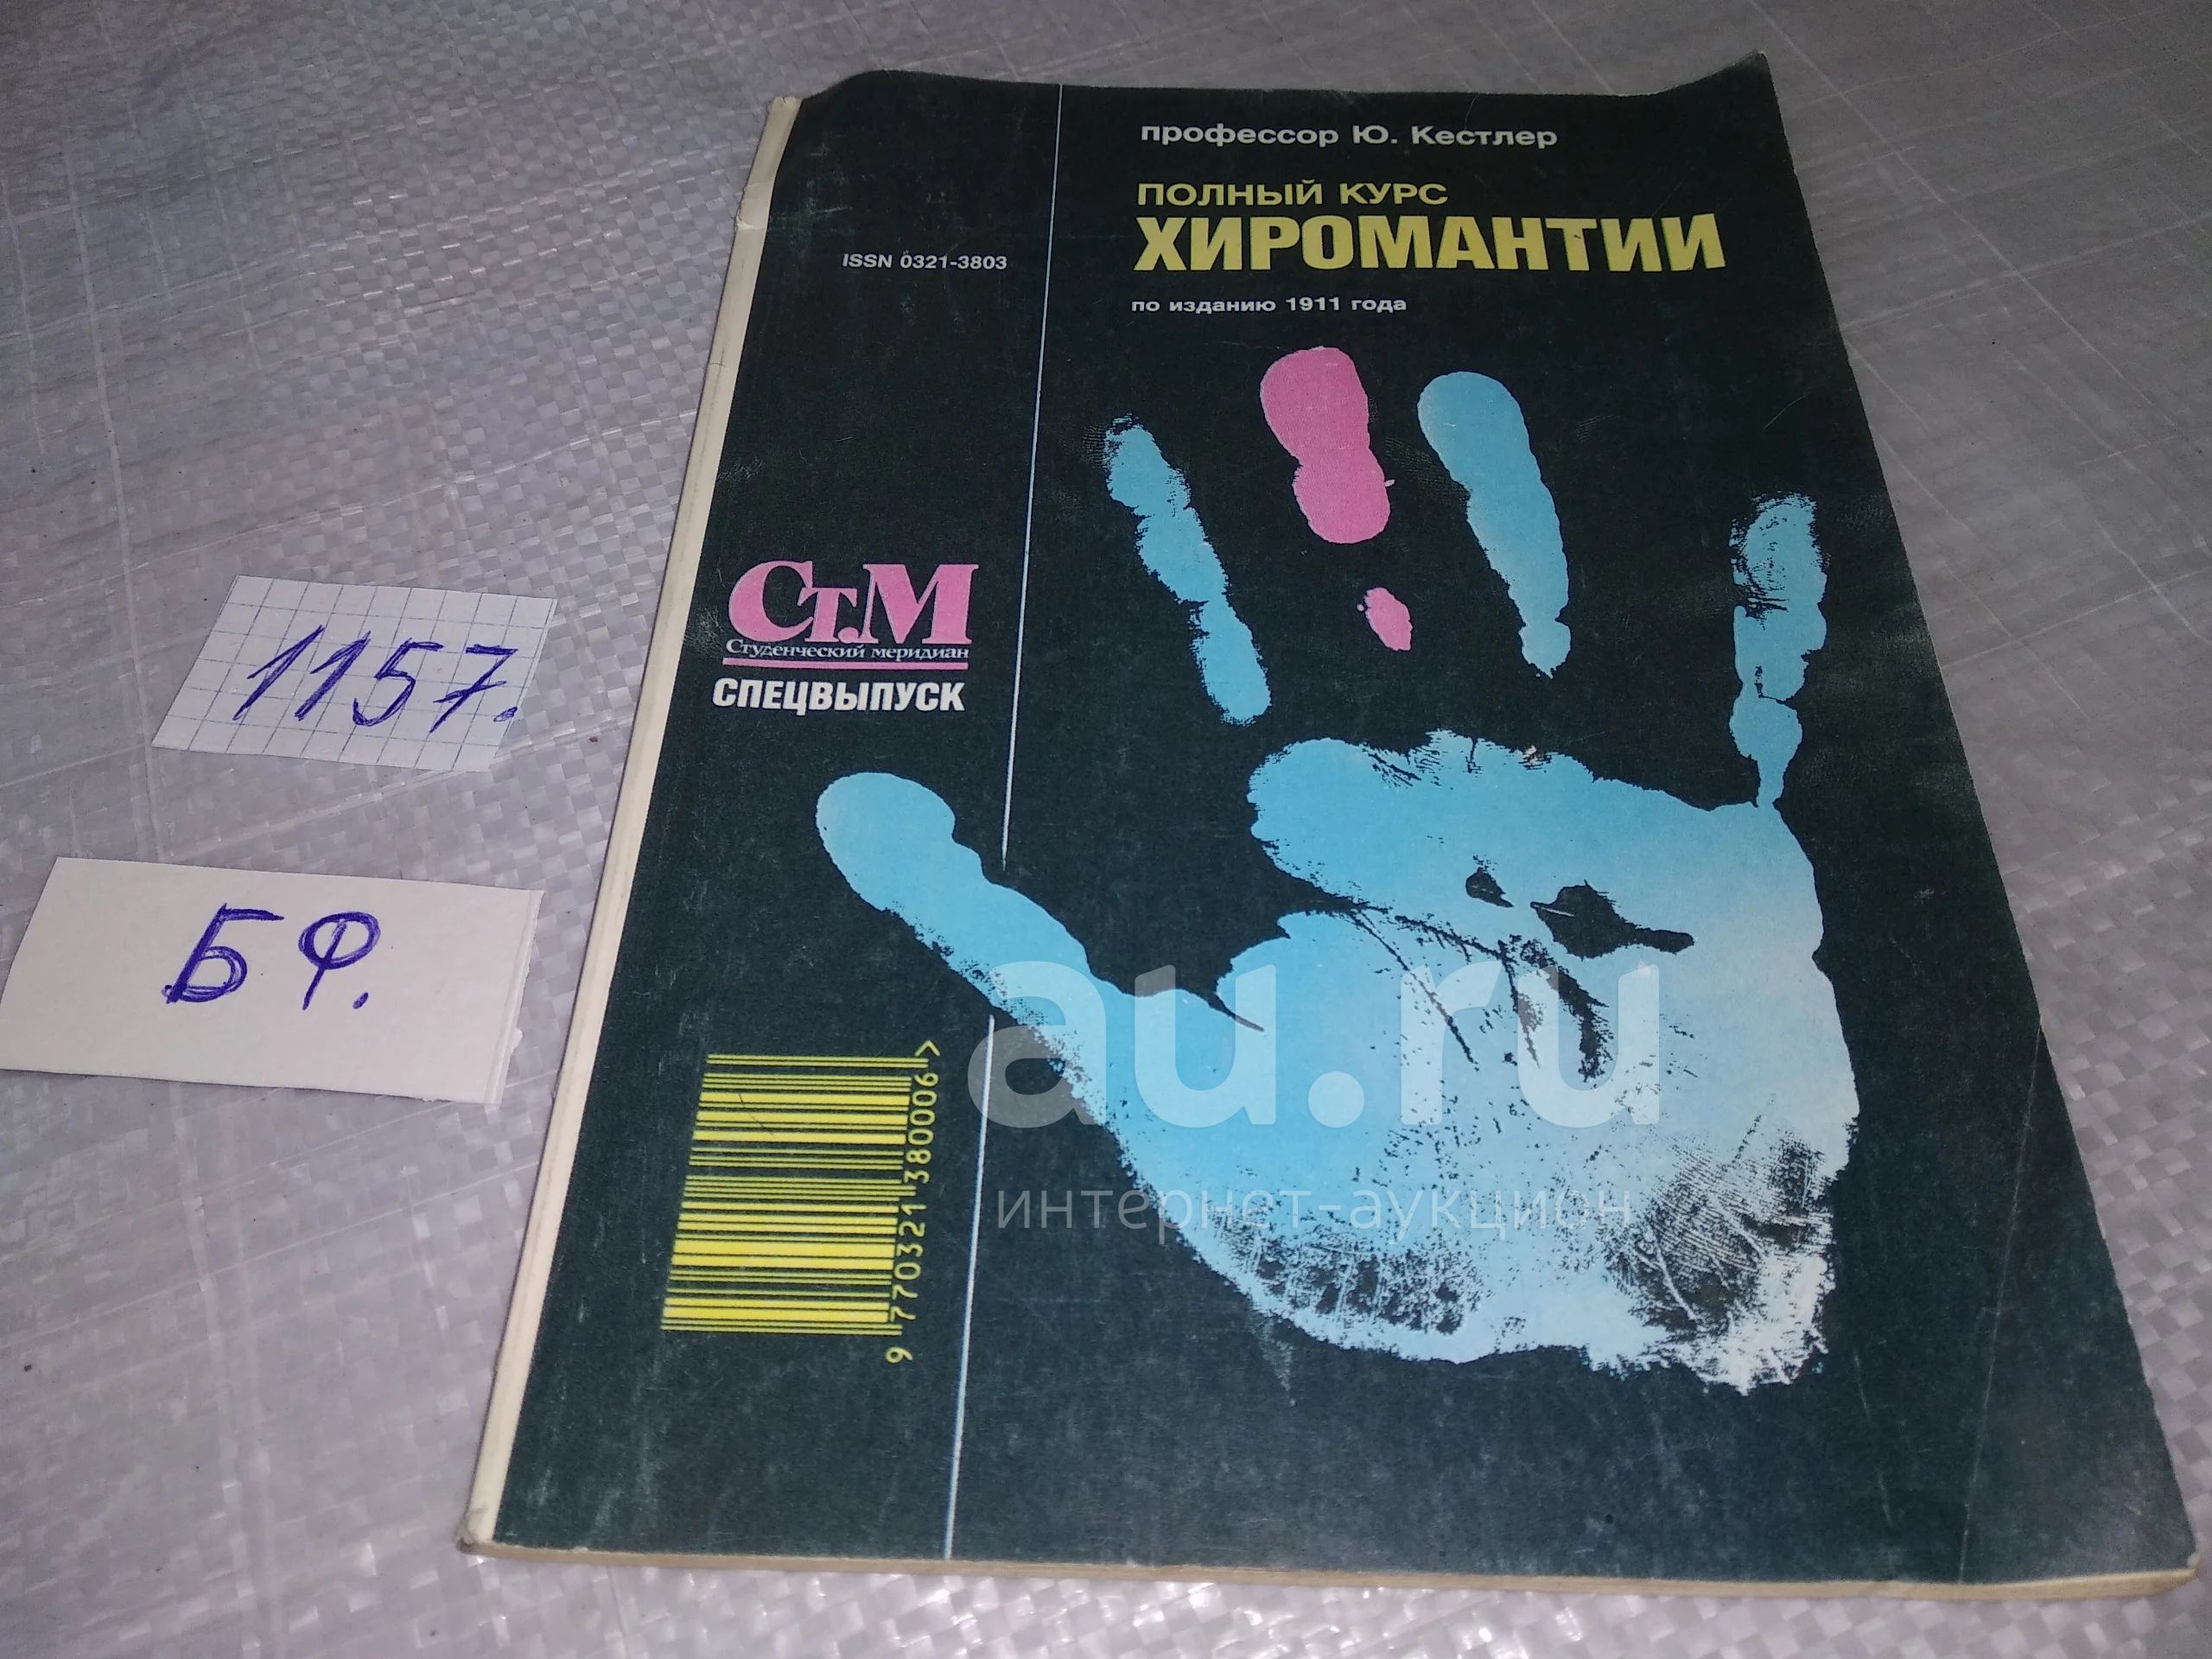 профессор Ю. Кестлер
ПОЛНЫЙ КУРС
ХИРОМАНТИИ
по изданию 1911 года
ISSN 0321-3803
Ст.М
Студенческий меридиан
СПЕЦВЫПУСК
1157.
БФ.
9 770321 380006 >
au.ru
интернет-аукцион